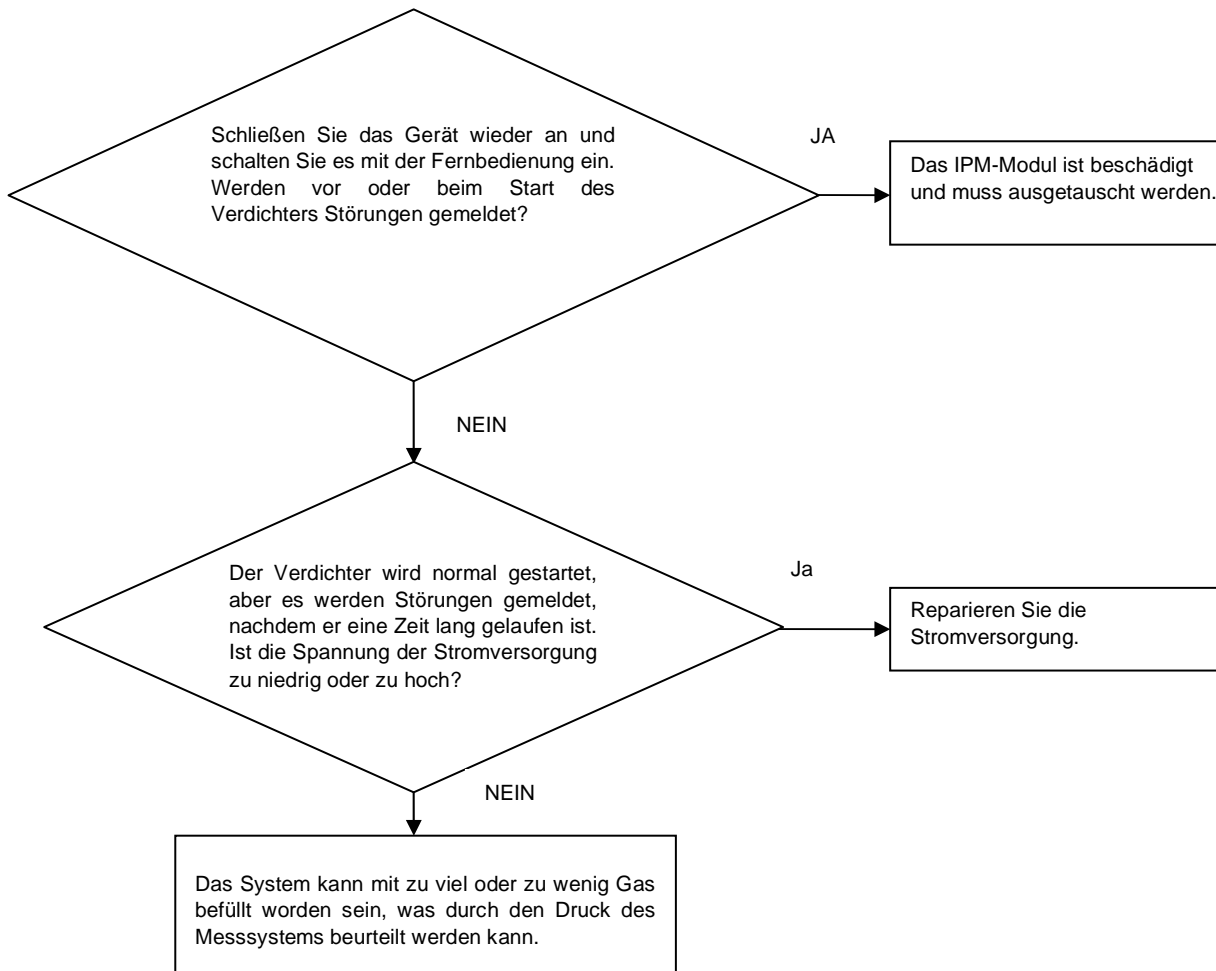 Schließen Sie das Gerät wieder an und
schalten Sie es mit der Fernbedienung ein.
Werden vor oder beim Start des
Verdichters Störungen gemeldet?
JA
Das IPM-Modul ist beschädigt
und muss ausgetauscht werden.
NEIN
Der Verdichter wird normal gestartet,
aber es werden Störungen gemeldet,
nachdem er eine Zeit lang gelaufen ist.
Ist die Spannung der Stromversorgung
zu niedrig oder zu hoch?
Ja
Reparieren Sie die
Stromversorgung.
NEIN
Das System kann mit zu viel oder zu wenig Gas
befüllt worden sein, was durch den Druck des
Messsystems beurteilt werden kann.